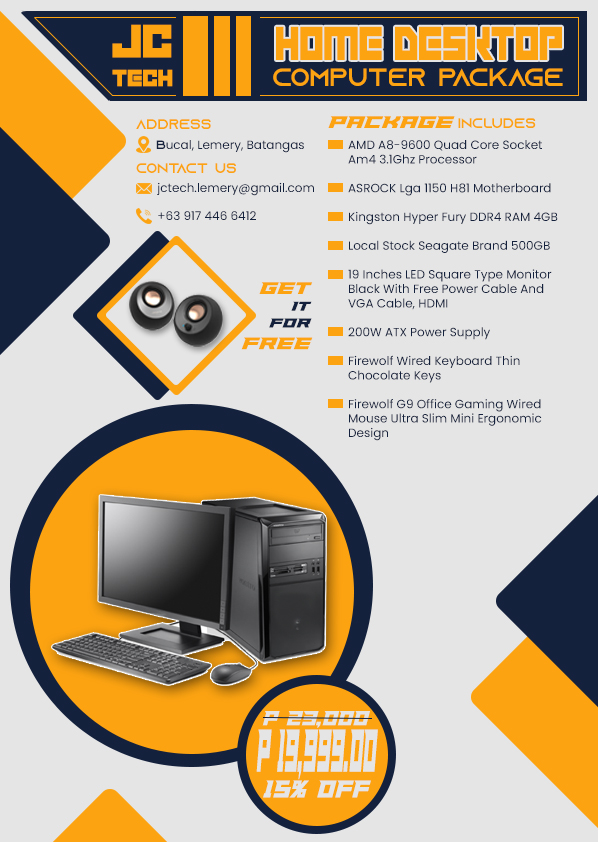 JC
TECH
HOME DESKTOP
COMPUTER PACKAGE
ADDRESS
Bucal, Lemery, Batangas
CONTACT US
jctech.lemery@gmail.com
+63 917 446 6412
GET
IT
FOR
FREE
PACKAGE INCLUDES
AMD A8-9600 Quad Core Socket
Am4 3.1Ghz Processor
ASROCK Lga 1150 H81 Motherboard
Kingston Hyper Fury DDR4 RAM 4GB
Local Stock Seagate Brand 500GB
19 Inches LED Square Type Monitor
Black With Free Power Cable And
VGA Cable, HDMI
200W ATX Power Supply
Firewolf Wired Keyboard Thin
Chocolate Keys
Firewolf G9 Office Gaming Wired
Mouse Ultra Slim Mini Ergonomic
Design
P 23,000
P 19,999.00
15% OFF